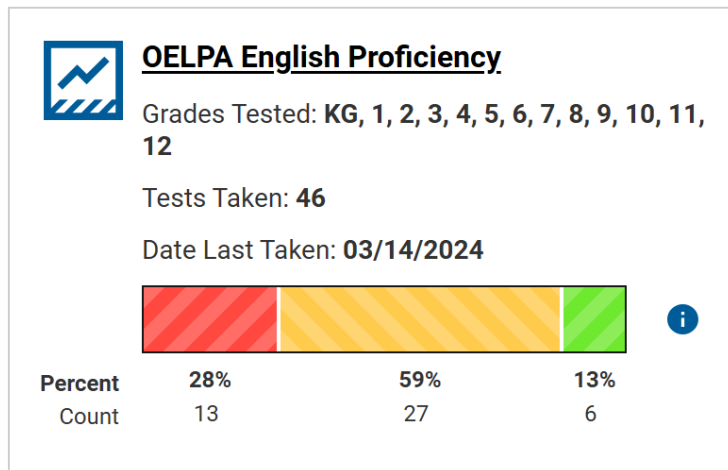 OELPA English Proficiency
Grades Tested: KG, 1, 2, 3, 4, 5, 6, 7, 8, 9, 10, 11,
12
Tests Taken: 46
Date Last Taken: 03/14/2024
Percent 28% 59% 13%
Count 13 27 6